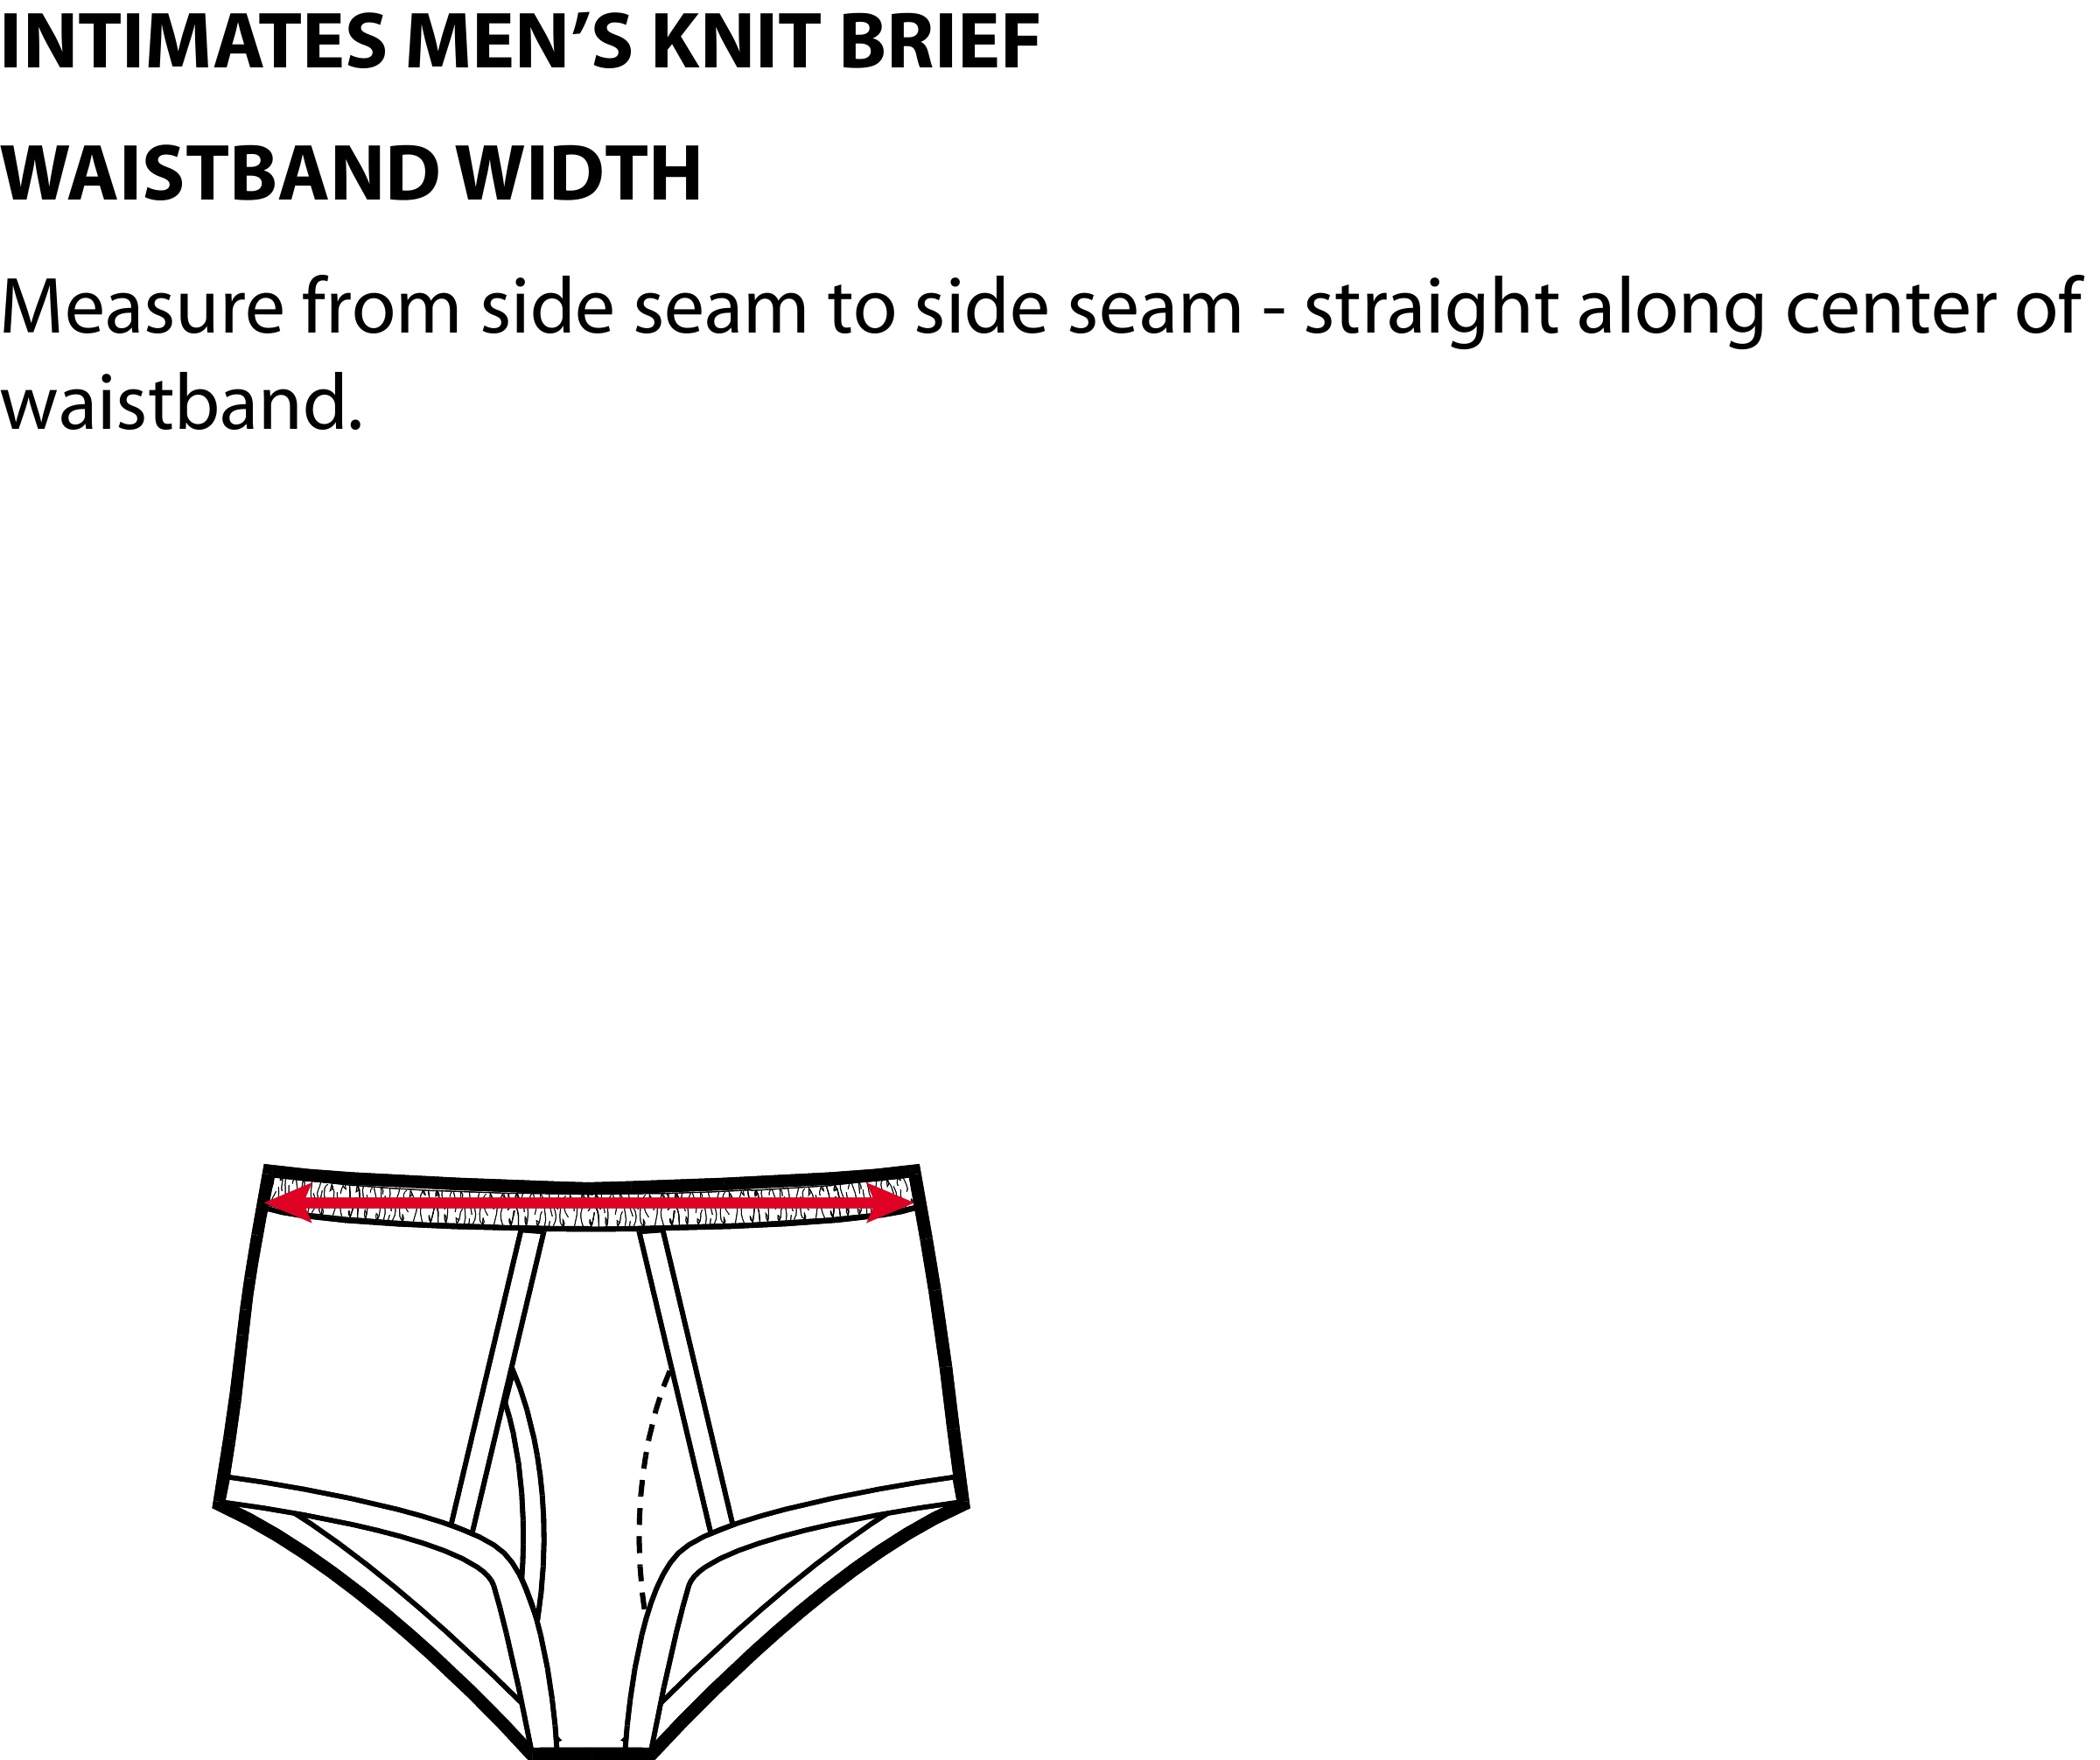 INTIMATES MEN’S KNIT BRIEF
WAISTBAND WIDTH
Measure from side seam to side seam - straight along center of
waistband.